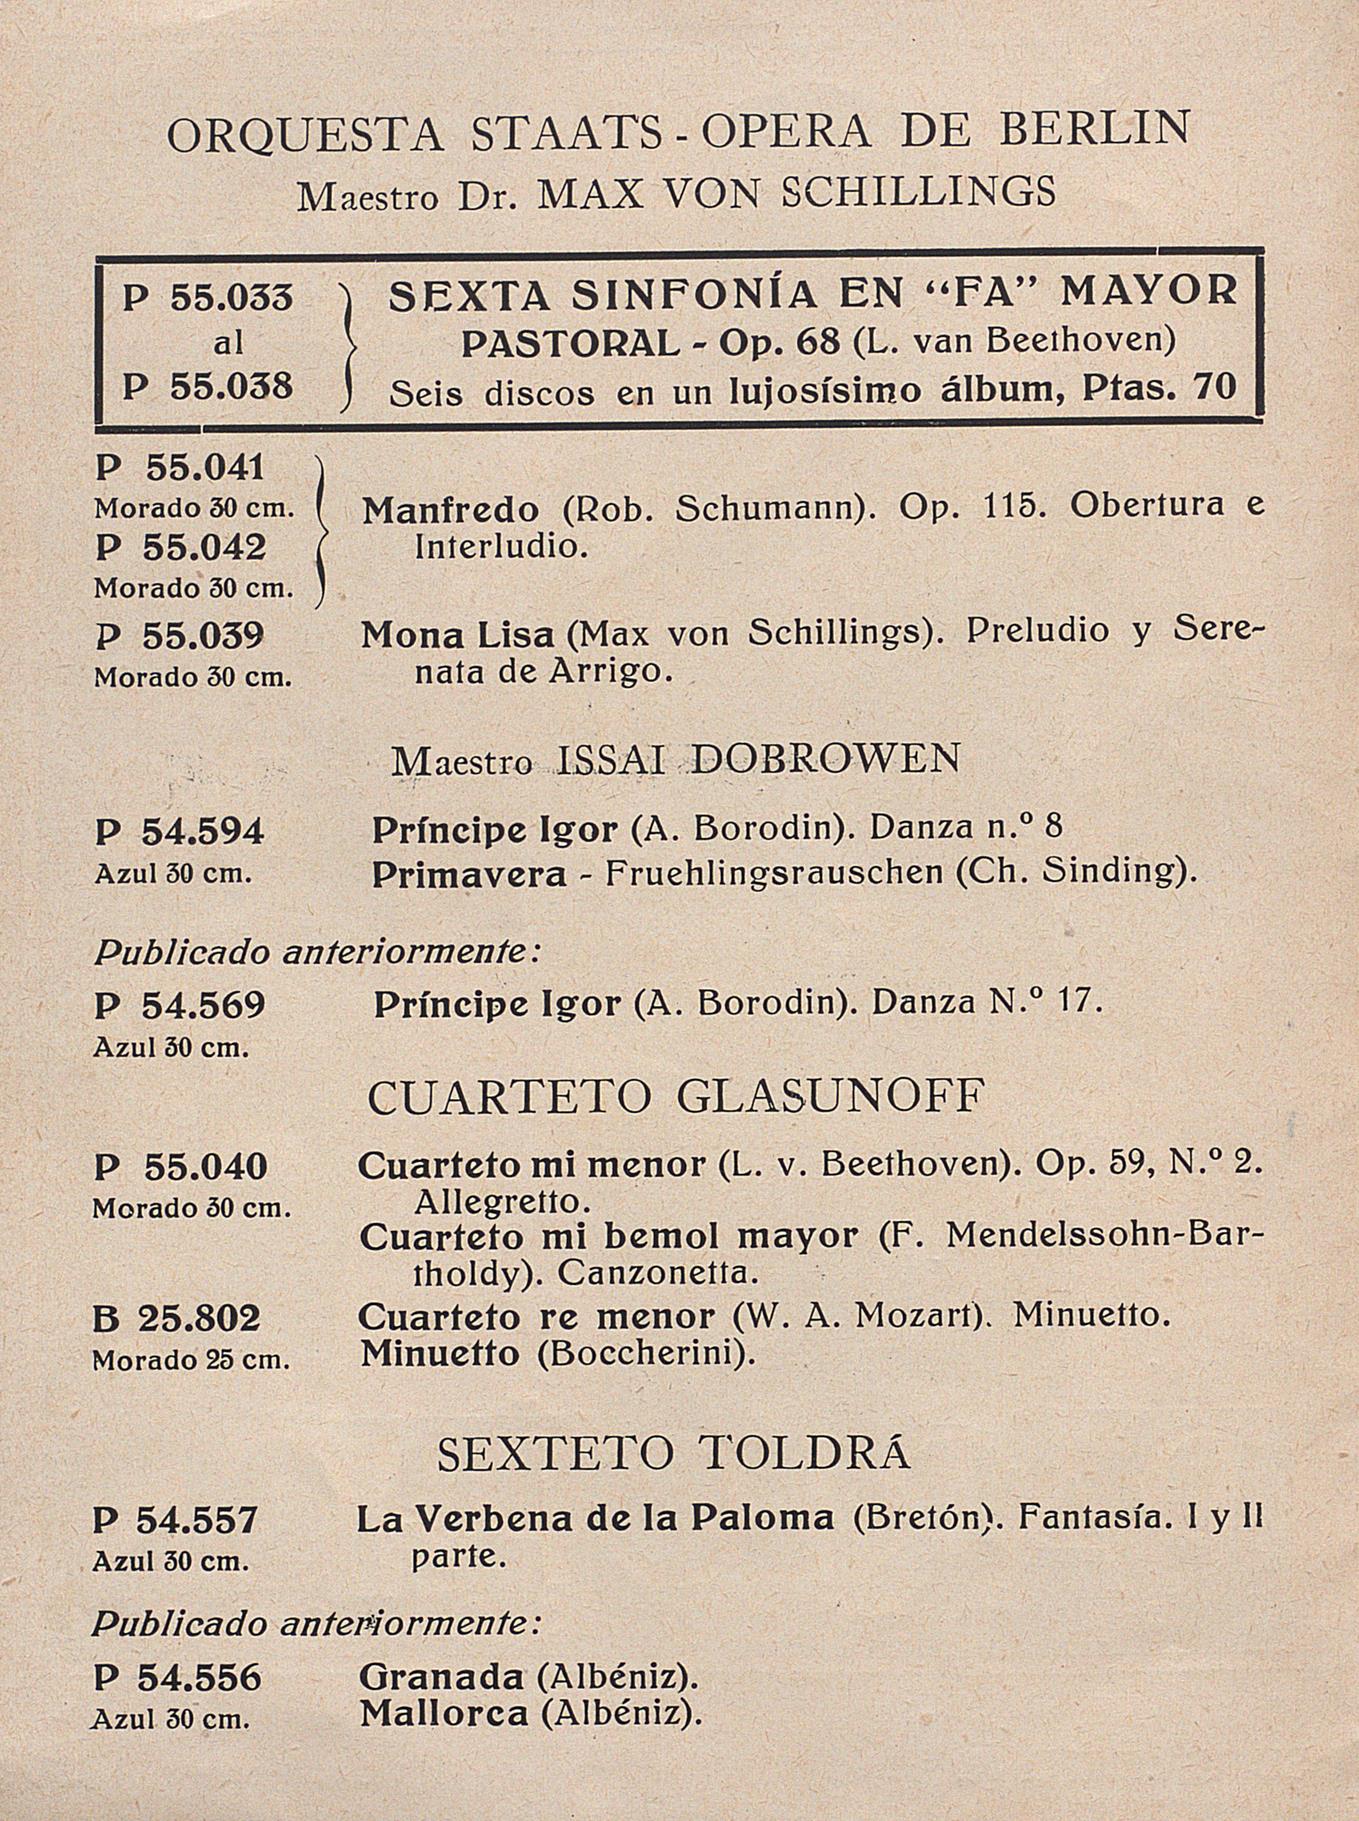 ORQUESTA STAATS-OPERA DE BERLIN
Maestro Dr. MAX VON SCHILLINGS
P 55.033
al
P 55.038
SEXTA SINFONÍA EN “FA” MAYOR
PASTORAL - Op. 68 (L. van Beethoven)
Seis discos en un lujosísimo álbum, Ptas. 70
P 55.041
Morado 30 cm.
P 55.042
Morado 30 cm.
Manfredo (Rob. Schumann). Op. 115. Obertura e
Interludio.
P 55.039
Morado 30 cm.
Mona Lisa (Max von Schillings). Preludio y Sere-
nata de Arrigo.
Maestro ISSAI DOBROWEN
P 54.594
Azul 30 cm.
Príncipe Igor (A. Borodin). Danza n.º 8
Primavera - Fruehlingsrauschen (Ch. Sinding).
Publicado anteriormente:
P 54.569
Azul 30 cm.
Príncipe Igor (A. Borodin). Danza N.º 17.
CUARTETO GLASUNOFF
P 55.040
Morado 30 cm.
Cuarteto mi menor (L. v. Beethoven). Op. 59, N.º 2.
Allegretto.
Cuarteto mi bemol mayor (F. Mendelssohn-Bar-
tholdy). Canzonetta.
B 25.802
Morado 25 cm.
Cuarteto re menor (W. A. Mozart). Minuetto.
Minuetto (Boccherini).
SEXTETO TOLDRÁ
P 54.557
Azul 30 cm.
La Verbena de la Paloma (Bretón). Fantasía. I y II
parte.
Publicado anteriormente:
P 54.556
Azul 30 cm.
Granada (Albéniz).
Mallorca (Albéniz).